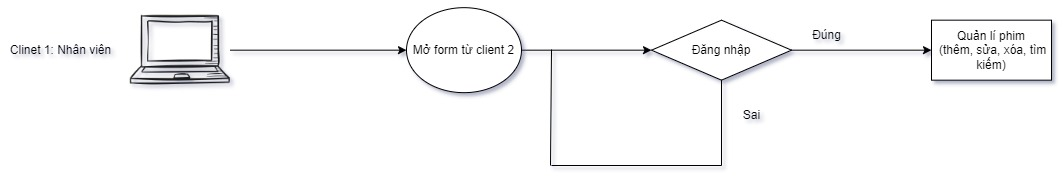 Clinet 1: Nhân viên
Mở form từ client 2
Đăng nhập
Đúng
Sai
Quản lí phim
(thêm, sửa, xóa, tìm
kiếm)